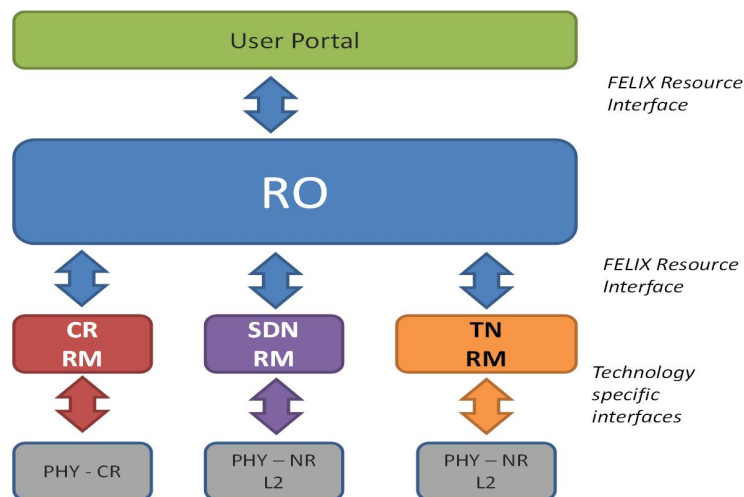 User Portal
FELIX Resource
Interface
RO
FELIX Resource
Interface
CR
RM
SDN
RM
TN
RM
Technology
specific
interfaces
PHY - CR
PHY – NR
L2
PHY – NR
L2